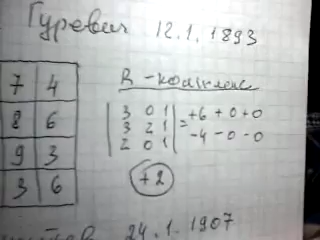 Гуревич 12.1.1893
7 4
8 6
9 3
3 6
R-комплекс
3 0 1
3 2 1
2 0 1
= +6 + 0 + 0
-4 - 0 - 0
+2
24.1.1907